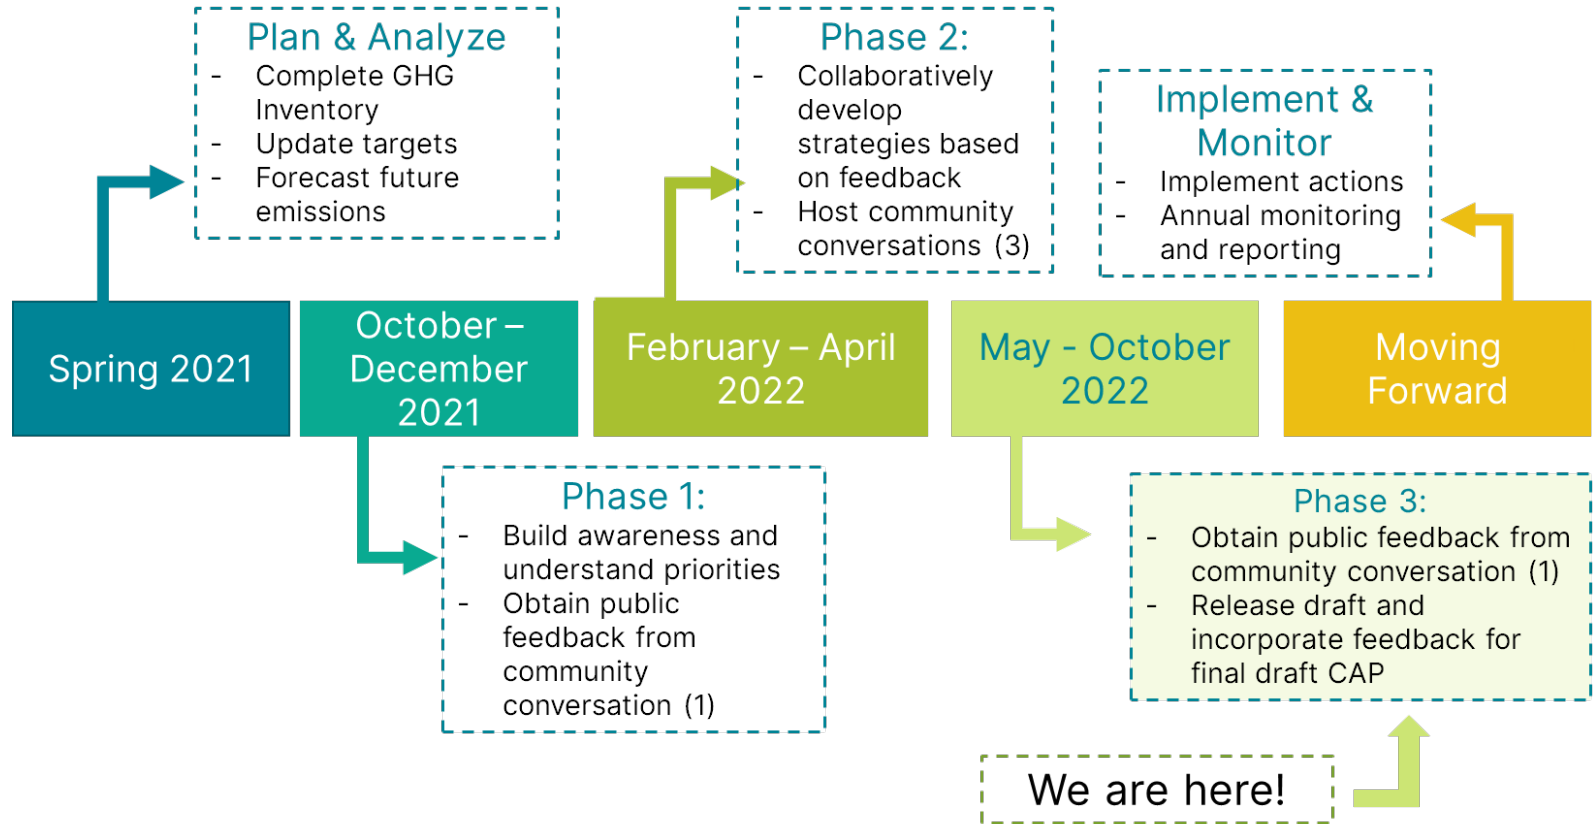 Plan & Analyze
- Complete GHG
Inventory
- Update targets
- Forecast future
emissions
Phase 2:
- Collaboratively
develop
strategies based
on feedback
- Host community
conversations (3)
Implement &
Monitor
- Implement actions
- Annual monitoring
and reporting
Spring 2021
October –
December
2021
February – April
2022
May - October
2022
Moving
Forward
Phase 1:
- Build awareness and
understand priorities
- Obtain public
feedback from
community
conversation (1)
Phase 3:
- Obtain public feedback from
community conversation (1)
- Release draft and
incorporate feedback for
final draft CAP
We are here!